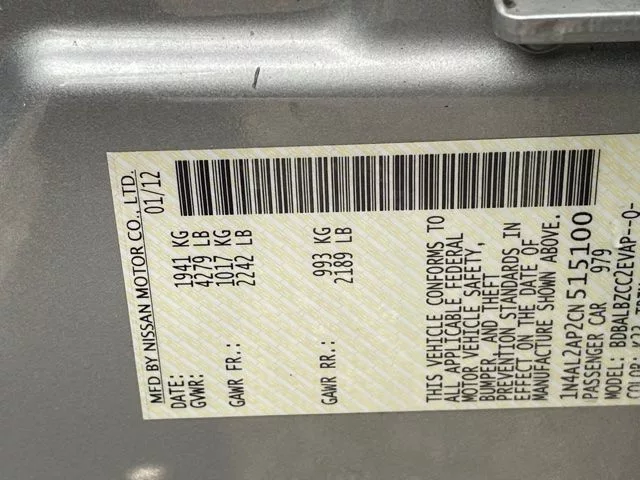 MFD BY NISSAN MOTOR CO., LTD.
DATE: 01/12
GVWR: 1941 KG
4279 LB
GAWR FR.: 1017 KG
2242 LB
GAWR RR.: 993 KG
2189 LB
THIS VEHICLE CONFORMS TO
ALL APPLICABLE FEDERAL
MOTOR VEHICLE SAFETY,
BUMPER, AND THEFT
PREVENTION STANDARDS IN
EFFECT ON THE DATE OF
MANUFACTURE SHOWN ABOVE.
1N4AL2AP2CN515100
PASSENGER CAR 979
MODEL: BDBALBZCC2EVAP--O-
COLOR: K23